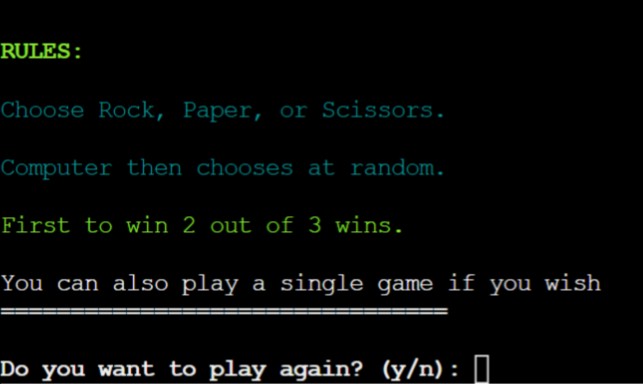 RULES:
Choose Rock, Paper, or Scissors.
Computer then chooses at random.
First to win 2 out of 3 wins.
You can also play a single game if you wish
================================
Do you want to play again? (y/n):